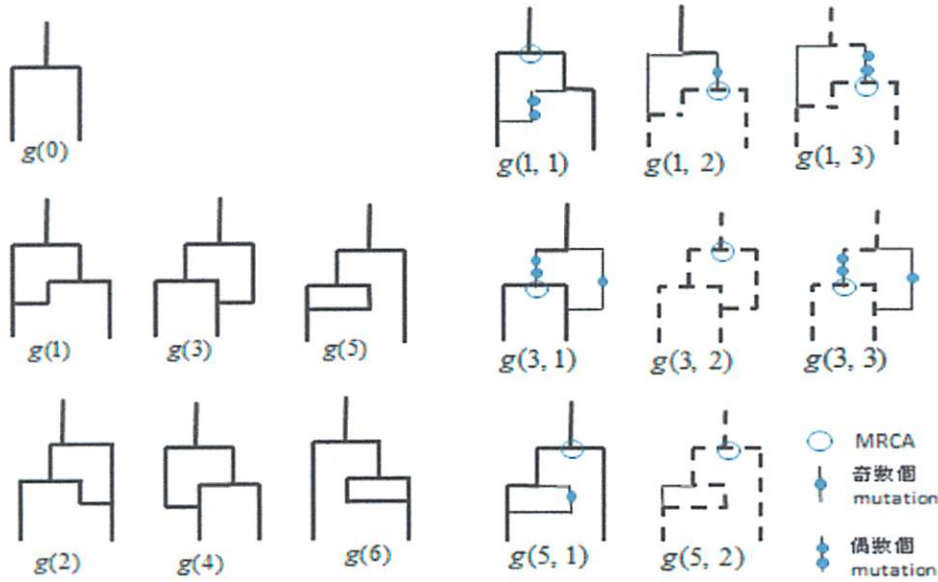 g(0)
g(1, 1)
g(1, 2)
g(1, 3)
g(1)
g(3)
g(5)
g(3, 1)
g(3, 2)
g(3, 3)
g(2)
g(4)
g(6)
g(5, 1)
g(5, 2)
MRCA
奇數個
mutation
偶數個
mutation